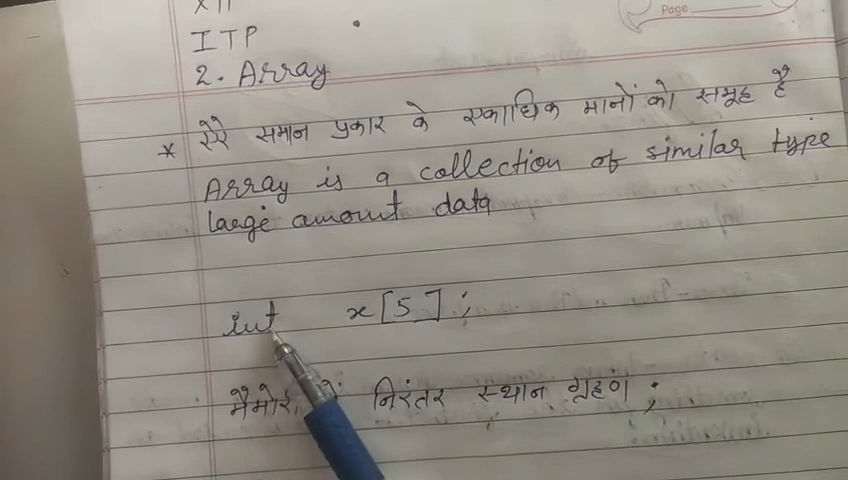 XII
Page
ITP
2. Array
* ऐरे समान प्रकार के एकाधिक मानों को समूह है
Array is a collection of similar type
large amount data
int x[5];
में निरंतर स्थान ग्रहण ;